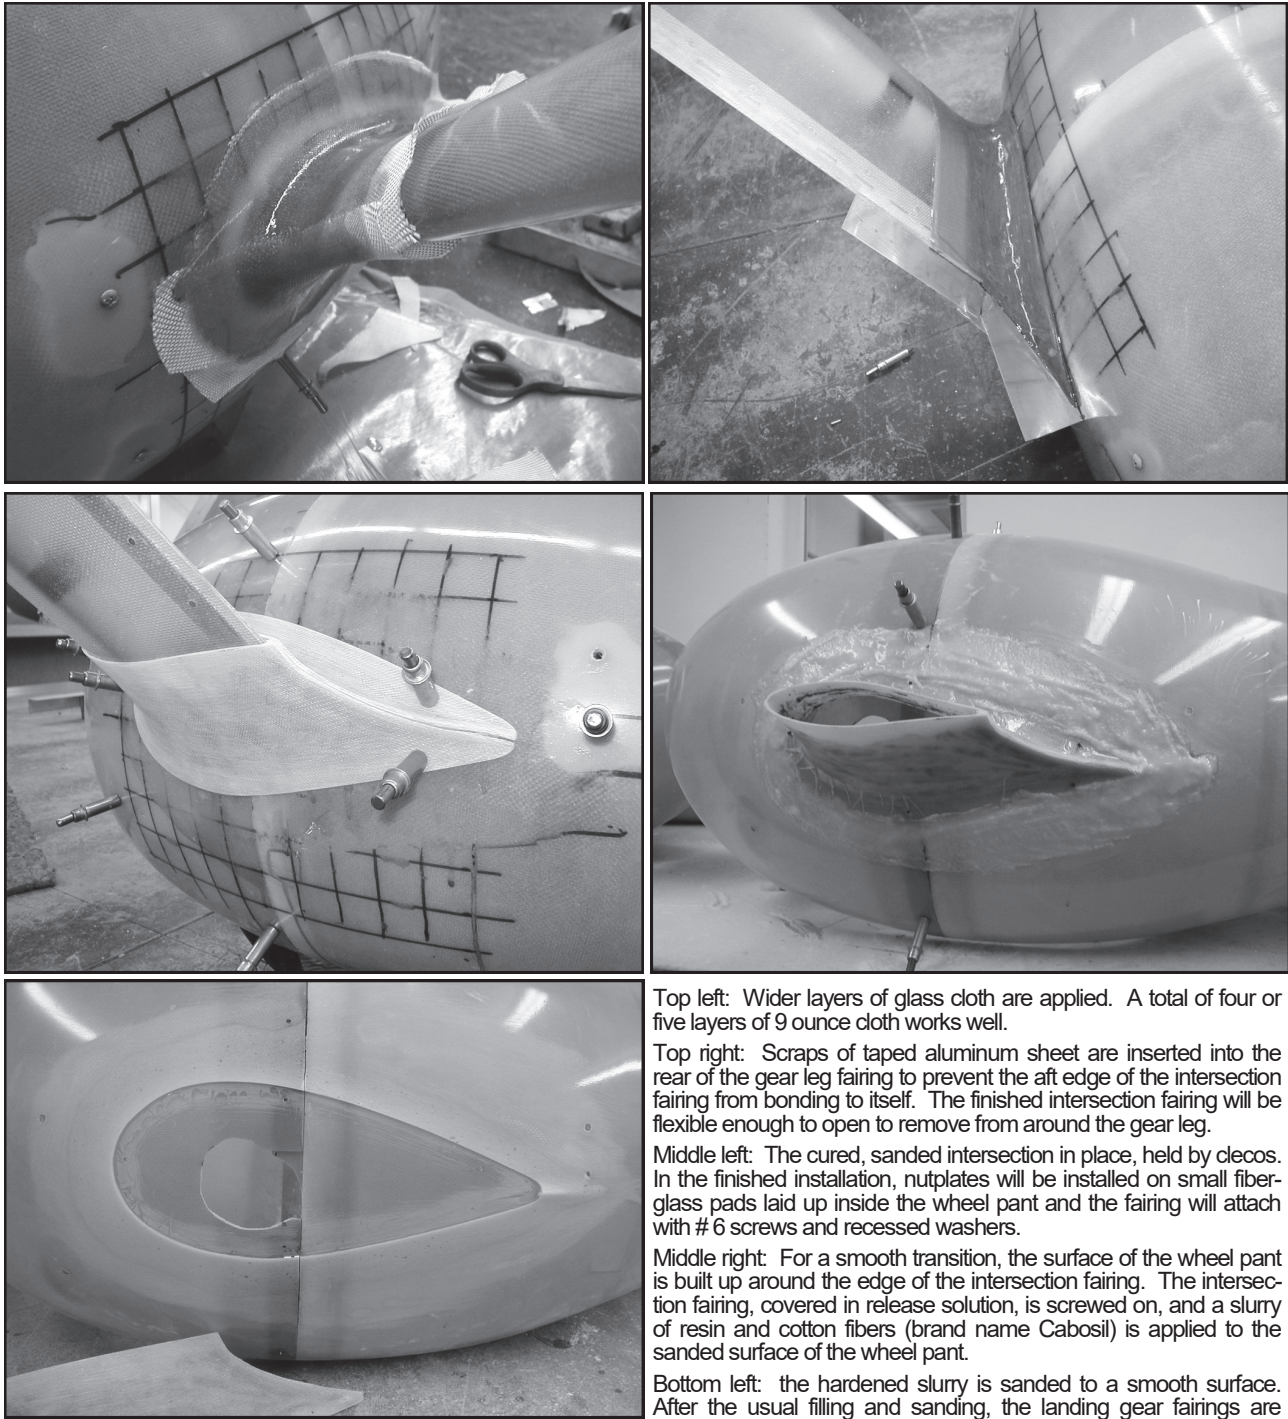 Top left:  Wider layers of glass cloth are applied.  A total of four or
five layers of 9 ounce cloth works well.
Top right:  Scraps of taped aluminum sheet are inserted into the
rear of the gear leg fairing to prevent the aft edge of the intersection
fairing from bonding to itself.  The finished intersection fairing will be
flexible enough to open to remove from around the gear leg.
Middle left:  The cured, sanded intersection in place, held by clecos.
In the finished installation, nutplates will be installed on small fiber-
glass pads laid up inside the wheel pant and the fairing will attach
with # 6 screws and recessed washers.
Middle right:  For a smooth transition, the surface of the wheel pant
is built up around the edge of the intersection fairing.  The intersec-
tion fairing, covered in release solution, is screwed on, and a slurry
of resin and cotton fibers (brand name Cabosil) is applied to the
sanded surface of the wheel pant.
Bottom left:  the hardened slurry is sanded to a smooth surface.
After the usual filling and sanding, the landing gear fairings are